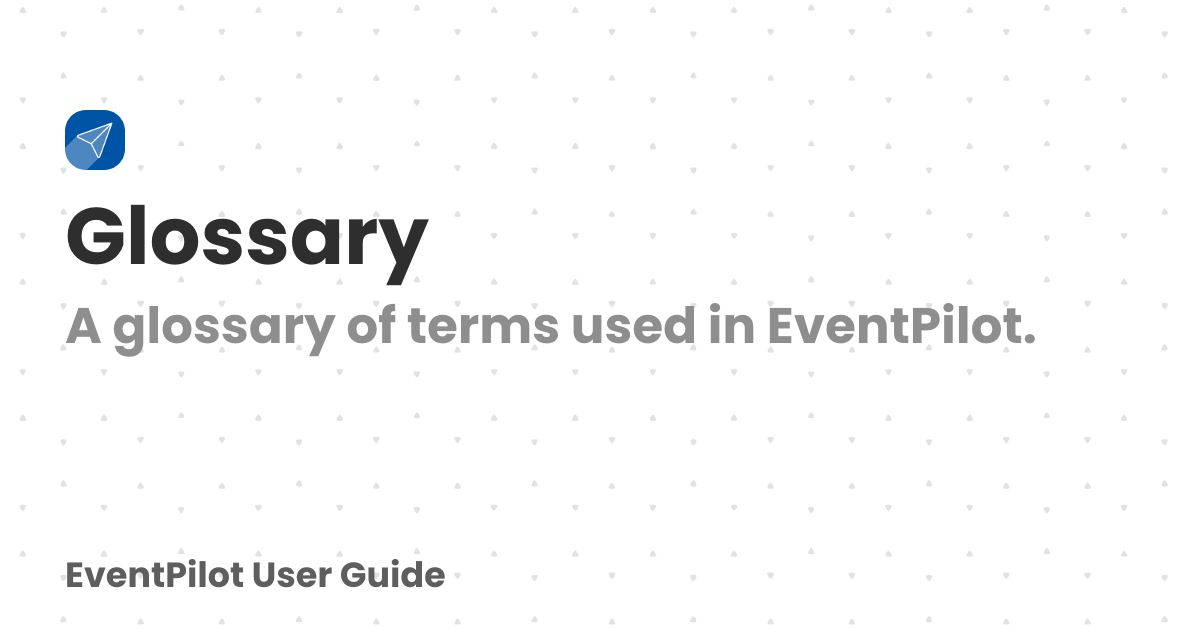 Glossary
A glossary of terms used in EventPilot.
EventPilot User Guide